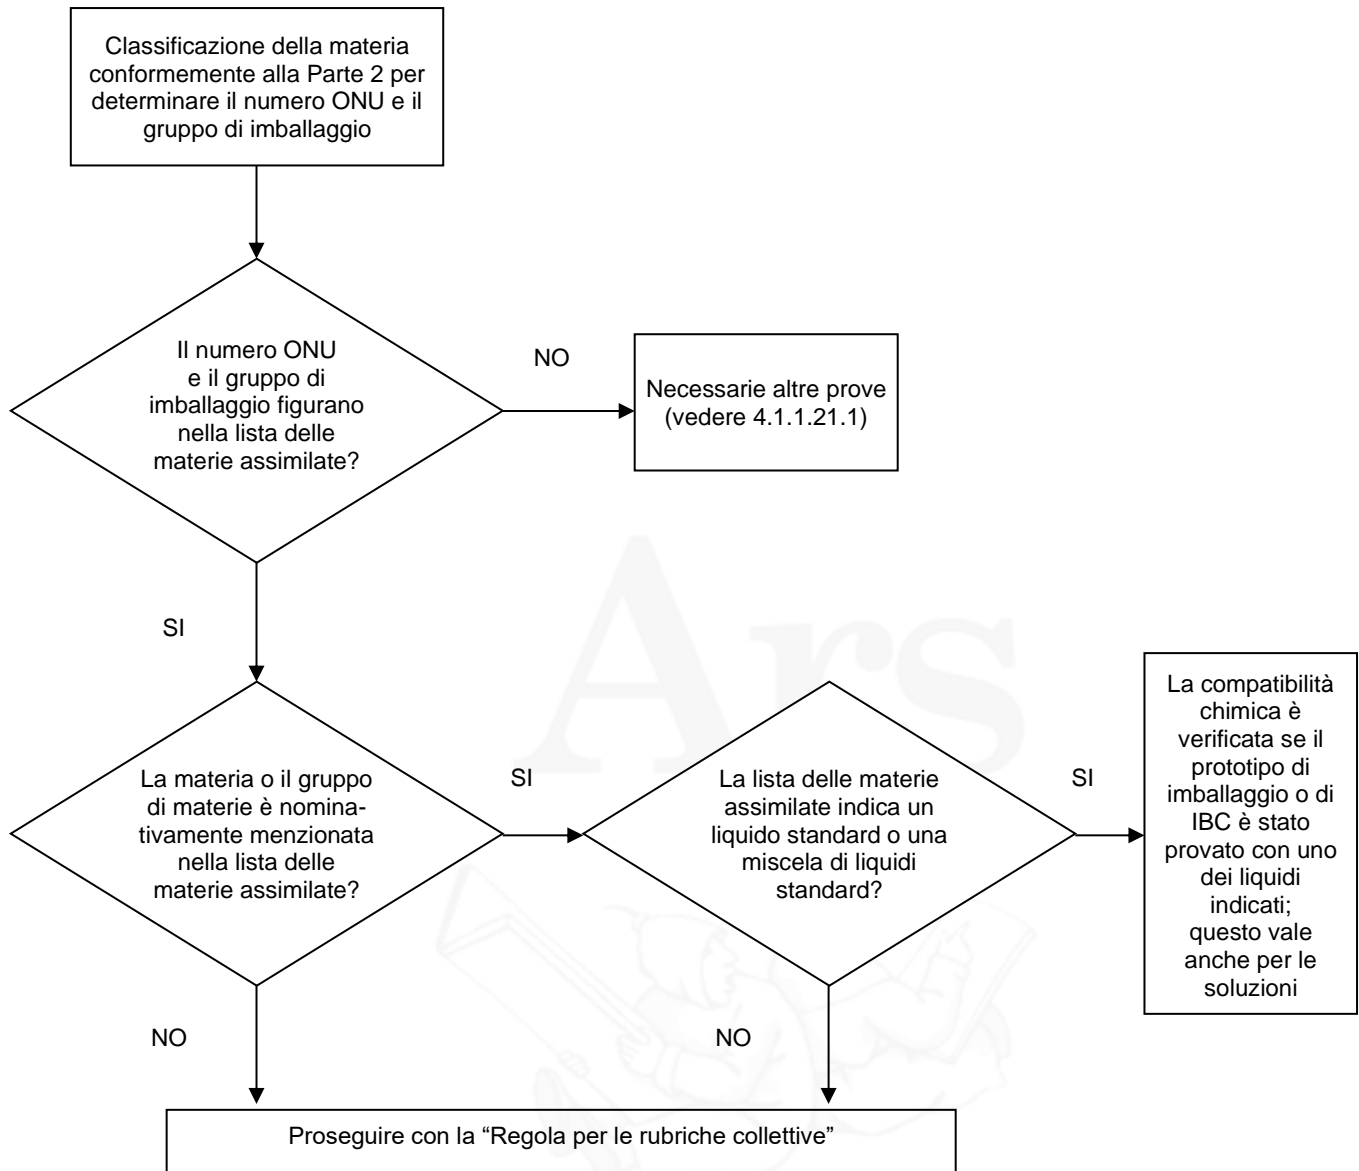 Classificazione della materia
conformemente alla Parte 2 per
determinare il numero ONU e il
gruppo di imballaggio
Il numero ONU
e il gruppo di
imballaggio figurano
nella lista delle
materie assimilate?
NO
Necessarie altre prove
(vedere 4.1.1.21.1)
SI
La materia o il gruppo
di materie è nomina-
tivamente menzionata
nella lista delle
materie assimilate?
SI
La lista delle materie
assimilate indica un
liquido standard o una
miscela di liquidi
standard?
SI
La compatibilità
chimica è
verificata se il
prototipo di
imballaggio o di
IBC è stato
provato con uno
dei liquidi
indicati;
questo vale
anche per le
soluzioni
NO
NO
Proseguire con la “Regola per le rubriche collettive”
Ars